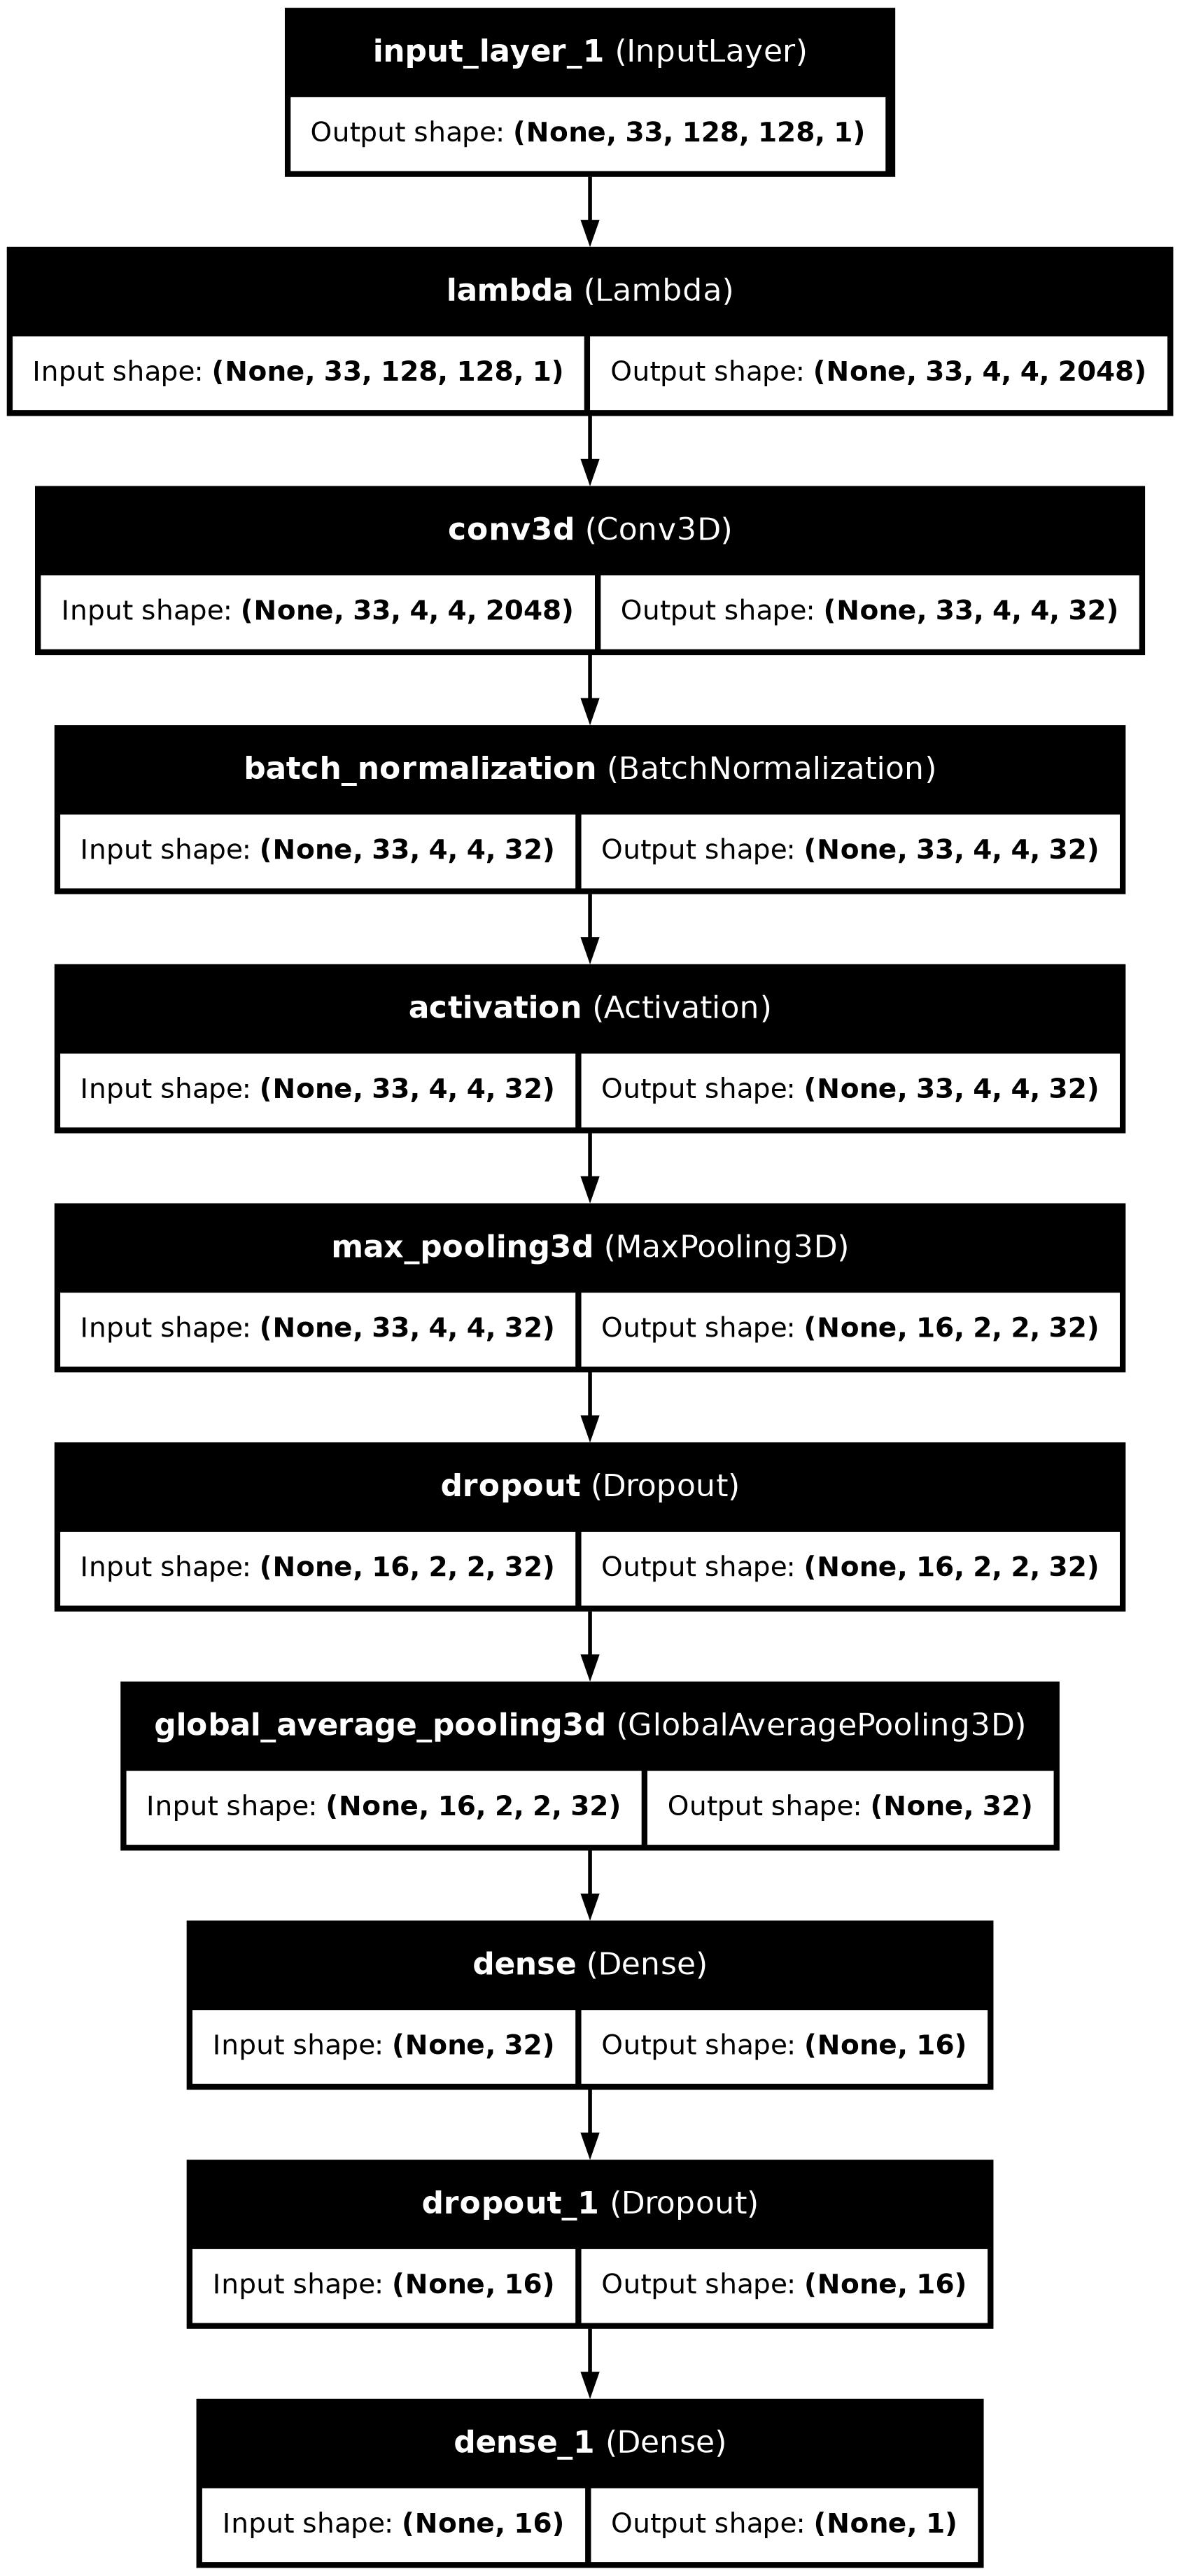 input_layer_1 (InputLayer)
Output shape: (None, 33, 128, 128, 1)
lambda (Lambda)
Input shape: (None, 33, 128, 128, 1) Output shape: (None, 33, 4, 4, 2048)
conv3d (Conv3D)
Input shape: (None, 33, 4, 4, 2048) Output shape: (None, 33, 4, 4, 32)
batch_normalization (BatchNormalization)
Input shape: (None, 33, 4, 4, 32) Output shape: (None, 33, 4, 4, 32)
activation (Activation)
Input shape: (None, 33, 4, 4, 32) Output shape: (None, 33, 4, 4, 32)
max_pooling3d (MaxPooling3D)
Input shape: (None, 33, 4, 4, 32) Output shape: (None, 16, 2, 2, 32)
dropout (Dropout)
Input shape: (None, 16, 2, 2, 32) Output shape: (None, 16, 2, 2, 32)
global_average_pooling3d (GlobalAveragePooling3D)
Input shape: (None, 16, 2, 2, 32) Output shape: (None, 32)
dense (Dense)
Input shape: (None, 32) Output shape: (None, 16)
dropout_1 (Dropout)
Input shape: (None, 16) Output shape: (None, 16)
dense_1 (Dense)
Input shape: (None, 16) Output shape: (None, 1)